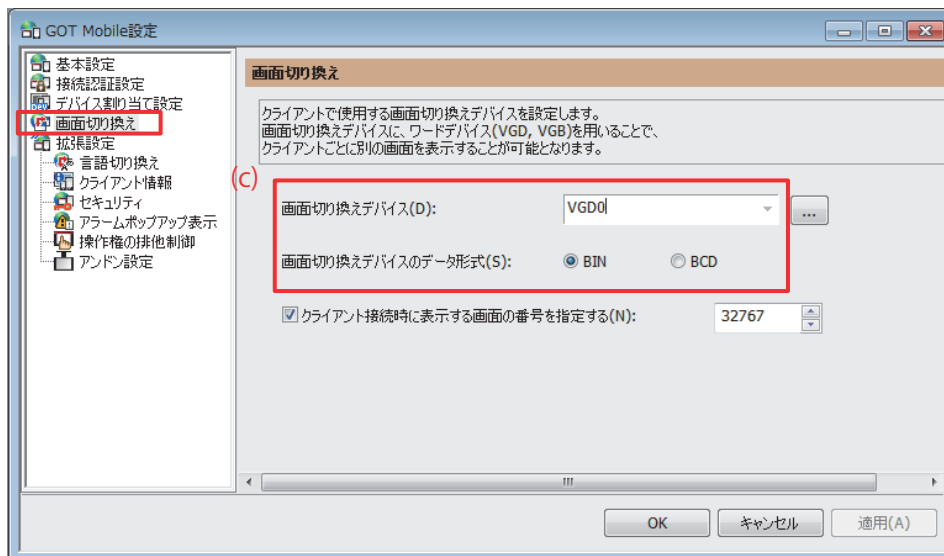 GOT Mobile設定
基本設定
接続認証設定
デバイス割り当て設定
画面切り換え
拡張設定
言語切り換え
クライアント情報
セキュリティ
アラームポップアップ表示
操作権の排他制御
アンドン設定
画面切り換え
クライアントで使用する画面切り換えデバイスを設定します。
画面切り換えデバイスに、ワードデバイス(VGD, VGB)を用いることで、
クライアントごとに別の画面を表示することが可能となります。
(c)
画面切り換えデバイス(D): VGD0 ...
画面切り換えデバイスのデータ形式(S): BIN BCD
クライアント接続時に表示する画面の番号を指定する(N): 32767
OK キャンセル 適用(A)